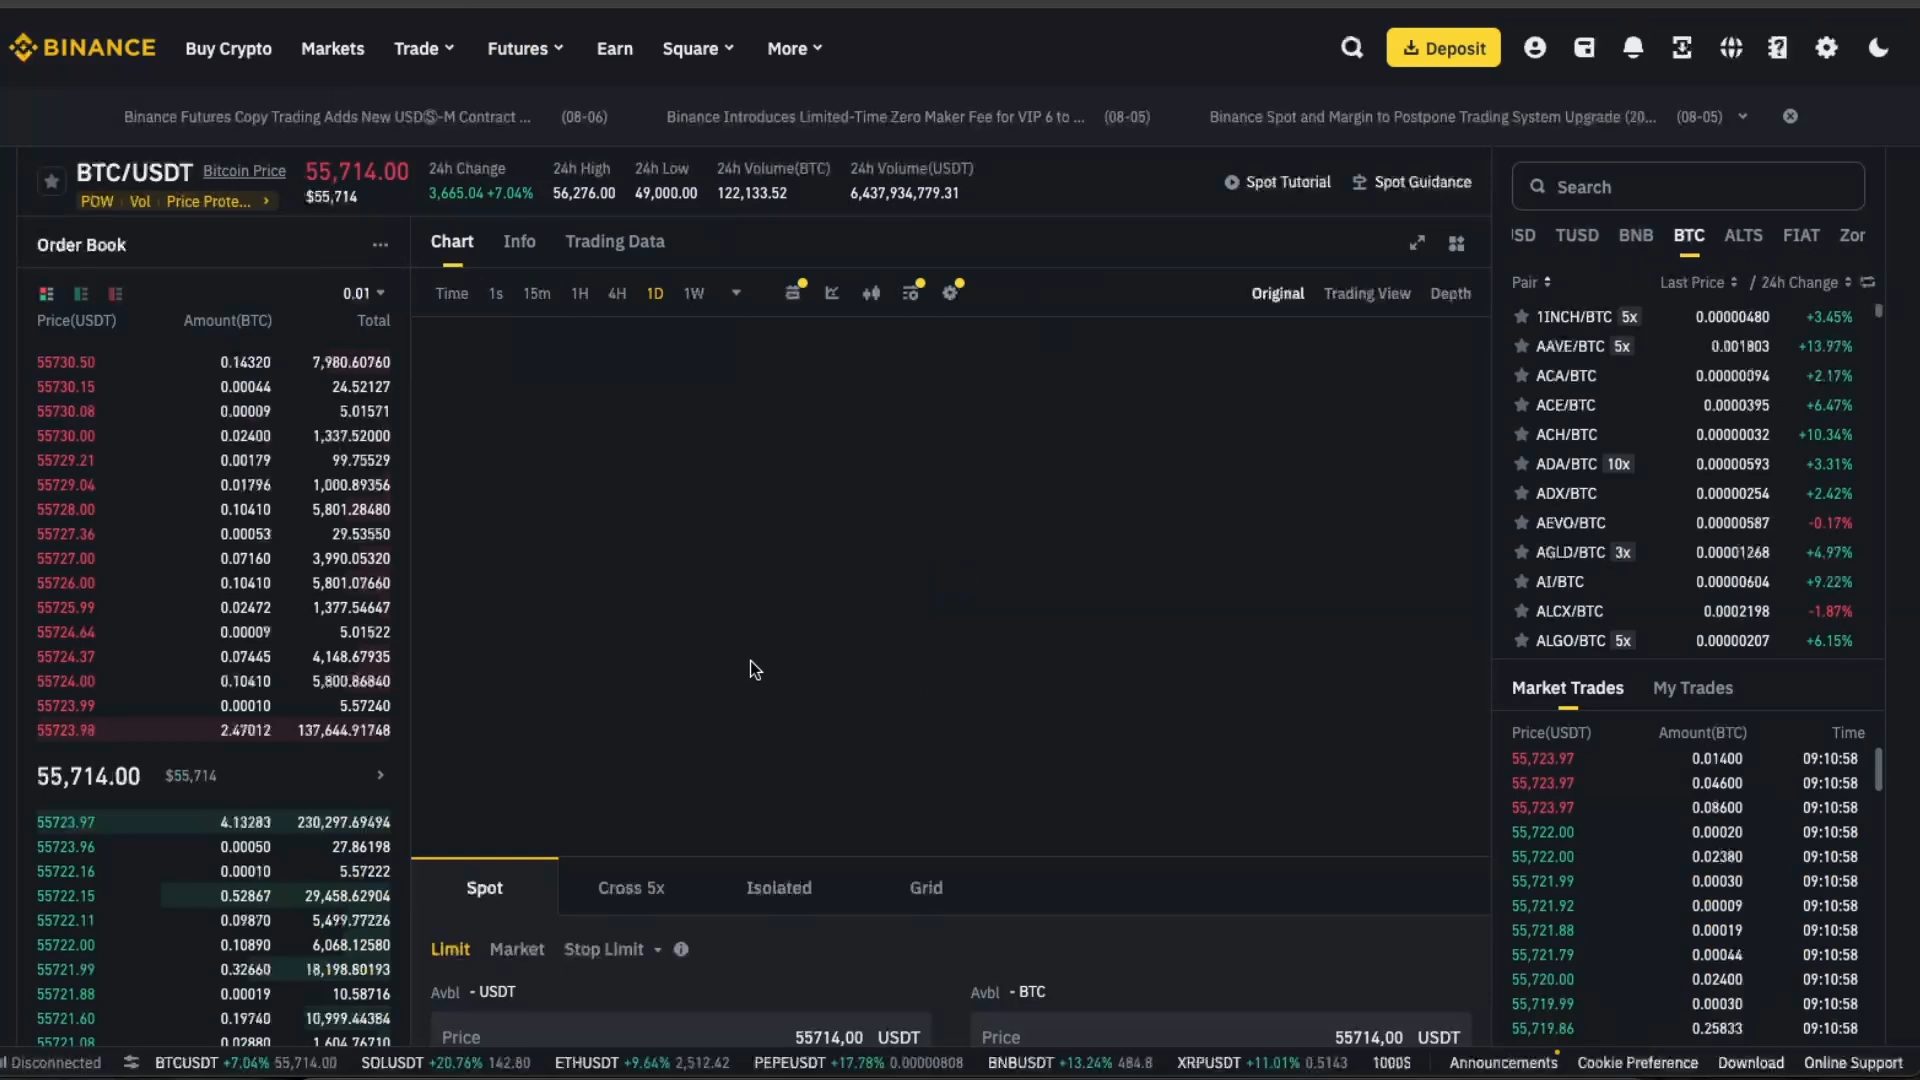 BINANCE Buy Crypto Markets Trade Futures Earn Square More Deposit
Binance Futures Copy Trading Adds New USDⓈ-M Contract ... (08-06) Binance Introduces Limited-Time Zero Maker Fee for VIP 6 to ... (08-05) Binance Spot and Margin to Postpone Trading System Upgrade (20... (08-05)
BTC/USDT Bitcoin Price 55,714.00 24h Change 24h High 24h Low 24h Volume(BTC) 24h Volume(USDT)
POW Vol Price Prote... $55,714 3,665.04 +7.04% 56,276.00 49,000.00 122,133.52 6,437,934,779.31
Spot Tutorial Spot Guidance
Order Book
0.01
Price(USDT) Amount(BTC) Total
55730.50 0.14320 7,980.60760
55730.15 0.00044 24.52127
55730.08 0.00009 5.01571
55730.00 0.02400 1,337.52000
55729.21 0.00179 99.75529
55729.04 0.01796 1,000.89356
55728.00 0.10410 5,801.28480
55727.36 0.00053 29.53550
55727.00 0.07160 3,990.05320
55726.00 0.10410 5,801.07660
55725.99 0.02472 1,377.54647
55724.64 0.00009 5.01522
55724.37 0.07445 4,148.67935
55724.00 0.10410 5,800.86840
55723.99 0.00010 5.57240
55723.98 2.47012 137,644.91748
55,714.00 $55,714
55723.97 4.13283 230,297.69494
55723.96 0.00050 27.86198
55722.16 0.00010 5.57222
55722.15 0.52867 29,458.62904
55722.11 0.09870 5,499.77226
55722.00 0.10890 6,068.12580
55721.99 0.32660 18,198.80193
55721.88 0.00019 10.58716
55721.60 0.19740 10,999.44384
55721.08 0.02880 1,604.76710
Chart Info Trading Data
Time 1s 15m 1H 4H 1D 1W
Original Trading View Depth
Spot Cross 5x Isolated Grid
Limit Market Stop Limit
Avbl - USDT Avbl - BTC
Price 55714,00 USDT Price 55714,00 USDT
Search
TUSD BNB BTC ALTS FIAT Zor
Pair Last Price / 24h Change
1INCH/BTC 5x 0.00000480 +3.45%
AAVE/BTC 5x 0.001803 +13.97%
ACA/BTC 0.00000094 +2.17%
ACE/BTC 0.0000395 +6.47%
ACH/BTC 0.00000032 +10.34%
ADA/BTC 10x 0.00000593 +3.31%
ADX/BTC 0.00000254 +2.42%
AEVO/BTC 0.00000587 -0.17%
AGLD/BTC 3x 0.00001268 +4.97%
AI/BTC 0.00000604 +9.22%
ALCX/BTC 0.0002198 -1.87%
ALGO/BTC 5x 0.00000207 +6.15%
Market Trades My Trades
Price(USDT) Amount(BTC) Time
55,723.97 0.01400 09:10:58
55,723.97 0.04600 09:10:58
55,723.97 0.08600 09:10:58
55,722.00 0.00020 09:10:58
55,722.00 0.02380 09:10:58
55,721.99 0.00030 09:10:58
55,721.92 0.00009 09:10:58
55,721.88 0.00019 09:10:58
55,721.79 0.00044 09:10:58
55,720.00 0.02400 09:10:58
55,719.99 0.00030 09:10:58
55,719.86 0.25833 09:10:58
Disconnected BTCUSDT +7.04% 55,714.00 SOLUSDT +20.76% 142.80 ETHUSDT +9.64% 2,512.42 PEPEUSDT +17.78% 0.00000808 BNBUSDT +13.24% 484.8 XRPUSDT +11.01% 0.5143 1000S Announcements Cookie Preference Download Online Support